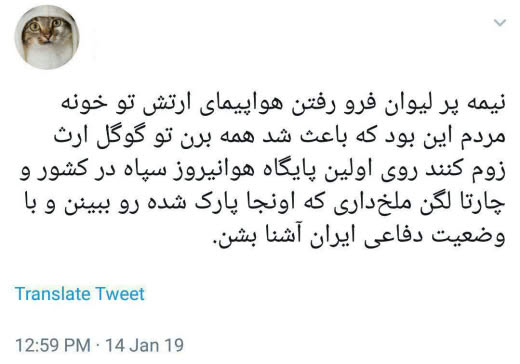 نیمه پر لیوان فرو رفتن هواپیمای ارتش تو خونه
مردم این بود که باعث شد همه برن تو گوگل ارث
زوم کنند روی اولین پایگاه هوانیروز سپاه در کشور و
چارتا لگن ملخ‌داری که اونجا پارک شده رو ببینن و با
وضعیت دفاعی ایران آشنا بشن.
Translate Tweet
12:59 PM · 14 Jan 19